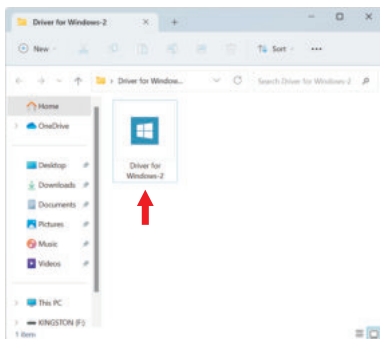 Driver for Windows-2
New
Sort
Driver for Window...
Search Driver for Windows-2
Home
OneDrive
Desktop
Downloads
Documents
Pictures
Music
Videos
This PC
KINGSTON (F:)
Driver for
Windows-2
1 item